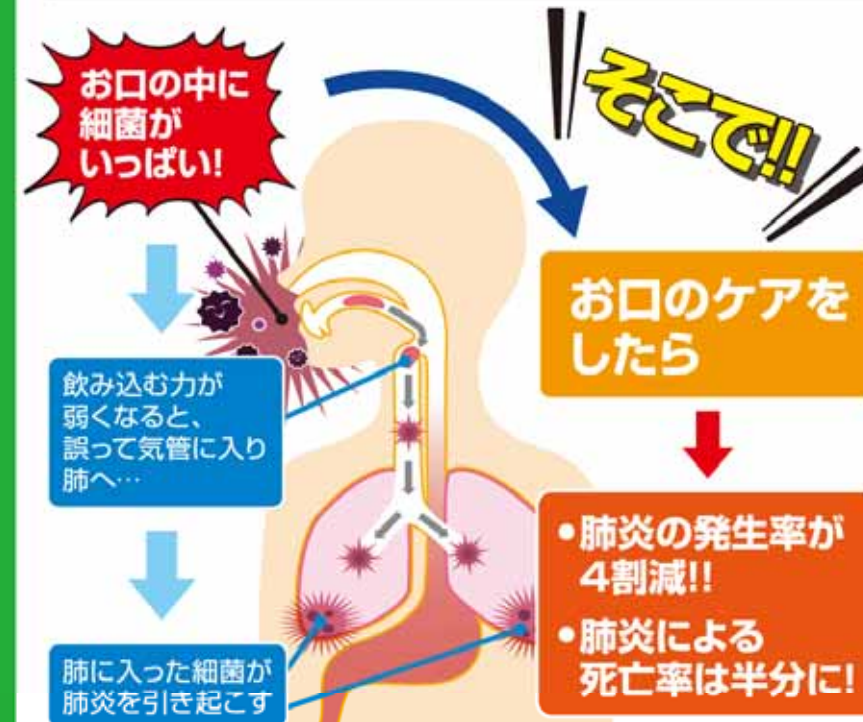 お口の中に
細菌が
いっぱい!
飲み込む力が
弱くなると、
誤って気管に入り
肺へ…
肺に入った細菌が
肺炎を引き起こす
そこで!!
お口のケアを
したら
•肺炎の発生率が
4割減!!
•肺炎による
死亡率は半分に!